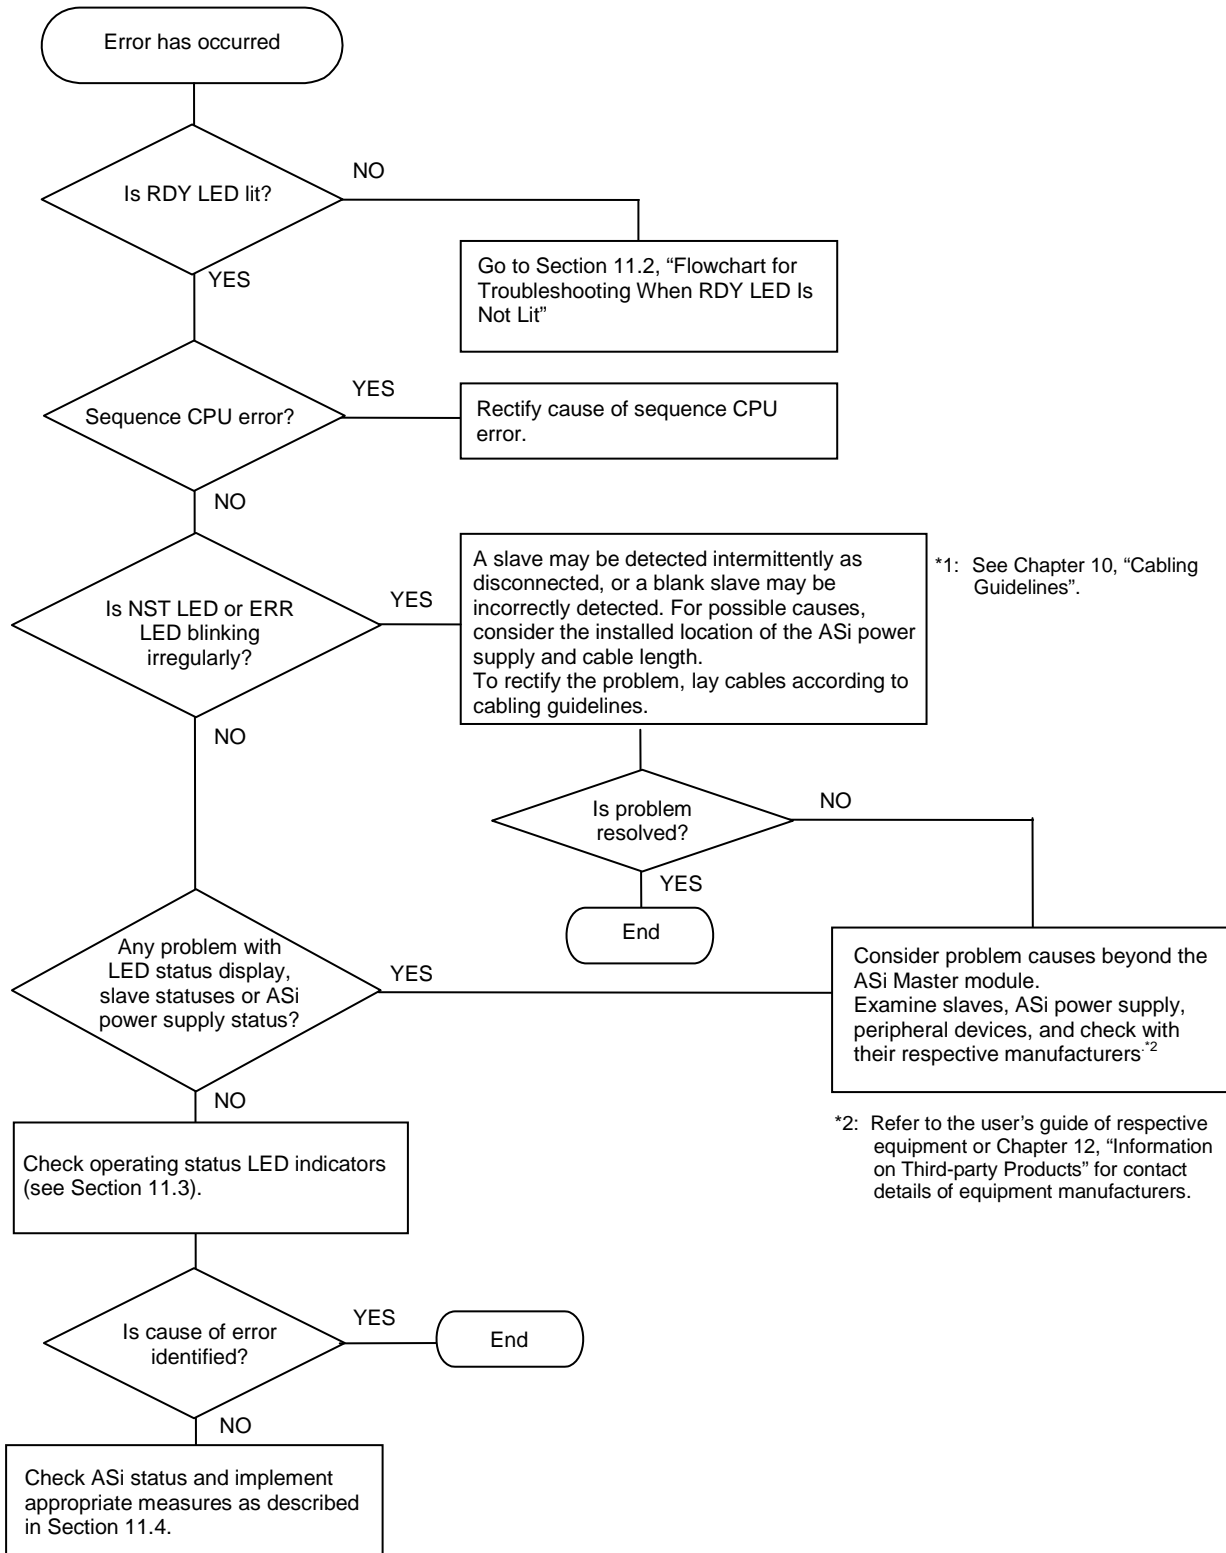 Error has occurred
Is RDY LED lit?
NO
YES
Go to Section 11.2, “Flowchart for
Troubleshooting When RDY LED Is
Not Lit”
Sequence CPU error?
YES
Rectify cause of sequence CPU
error.
NO
Is NST LED or ERR
LED blinking
irregularly?
YES
A slave may be detected intermittently as
disconnected, or a blank slave may be
incorrectly detected. For possible causes,
consider the installed location of the ASi power
supply and cable length.
To rectify the problem, lay cables according to
cabling guidelines.
*1: See Chapter 10, “Cabling
Guidelines”.
NO
Is problem
resolved?
NO
YES
End
Any problem with
LED status display,
slave statuses or ASi
power supply status?
YES
Consider problem causes beyond the
ASi Master module.
Examine slaves, ASi power supply,
peripheral devices, and check with
their respective manufacturers.*2
NO
*2: Refer to the user’s guide of respective
equipment or Chapter 12, “Information
on Third-party Products” for contact
details of equipment manufacturers.
Check operating status LED indicators
(see Section 11.3).
Is cause of error
identified?
YES
End
NO
Check ASi status and implement
appropriate measures as described
in Section 11.4.